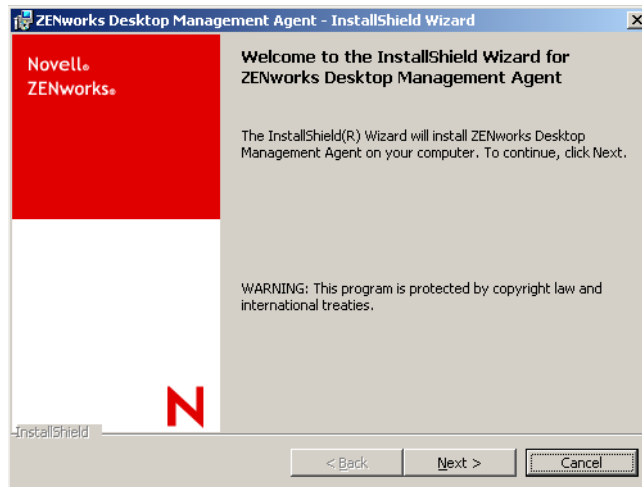 ZENworks Desktop Management Agent - InstallShield Wizard
Novell®
ZENworks®
Welcome to the InstallShield Wizard for
ZENworks Desktop Management Agent
The InstallShield(R) Wizard will install ZENworks Desktop
Management Agent on your computer. To continue, click Next.
WARNING: This program is protected by copyright law and
international treaties.
N
InstallShield
< Back
Next >
Cancel